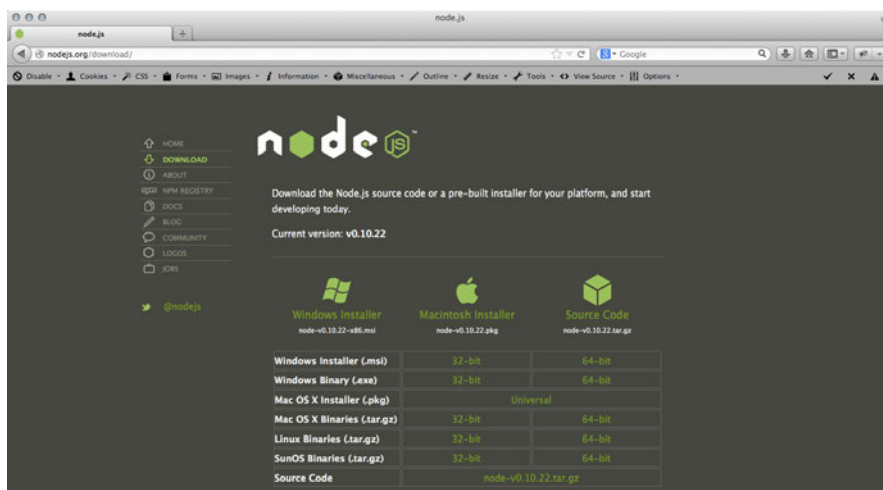 node.js
node.js
nodejs.org/download/
Google
Disable Cookies CSS Forms Images Information Miscellaneous Outline Resize Tools View Source Options
HOME
DOWNLOAD
ABOUT
NPM REGISTRY
DOCS
BLOG
COMMUNITY
LOGOS
JOBS
@nodejs
node JS ™
Download the Node.js source code or a pre-built installer for your platform, and start
developing today.
Current version: v0.10.22
Windows Installer
node-v0.10.22-x86.msi
Macintosh Installer
node-v0.10.22.pkg
Source Code
node-v0.10.22.tar.gz
Windows Installer (.msi) 32-bit 64-bit
Windows Binary (.exe) 32-bit 64-bit
Mac OS X Installer (.pkg) Universal
Mac OS X Binaries (.tar.gz) 32-bit 64-bit
Linux Binaries (.tar.gz) 32-bit 64-bit
SunOS Binaries (.tar.gz) 32-bit 64-bit
Source Code node-v0.10.22.tar.gz